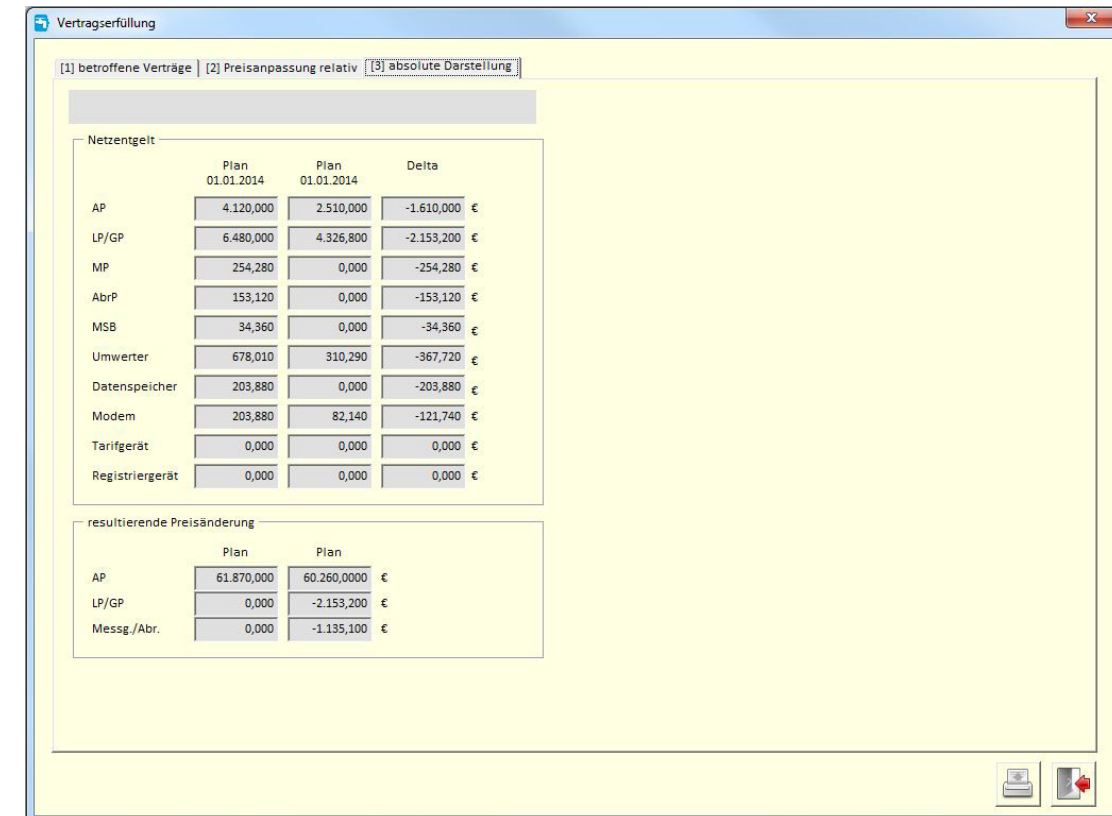 Vertragserfüllung
[1] betroffene Verträge [2] Preisanpassung relativ [3] absolute Darstellung
Netzentgelt
Plan Plan Delta
01.01.2014 01.01.2014
AP 4.120,000 2.510,000 -1.610,000 €
LP/GP 6.480,000 4.326,800 -2.153,200 €
MP 254,280 0,000 -254,280 €
AbrP 153,120 0,000 -153,120 €
MSB 34,360 0,000 -34,360 €
Umwerter 678,010 310,290 -367,720 €
Datenspeicher 203,880 0,000 -203,880 €
Modem 203,880 82,140 -121,740 €
Tarifgerät 0,000 0,000 0,000 €
Registriergerät 0,000 0,000 0,000 €
resultierende Preisänderung
Plan Plan
AP 61.870,000 60.260,0000 €
LP/GP 0,000 -2.153,200 €
Messg./Abr. 0,000 -1.135,100 €